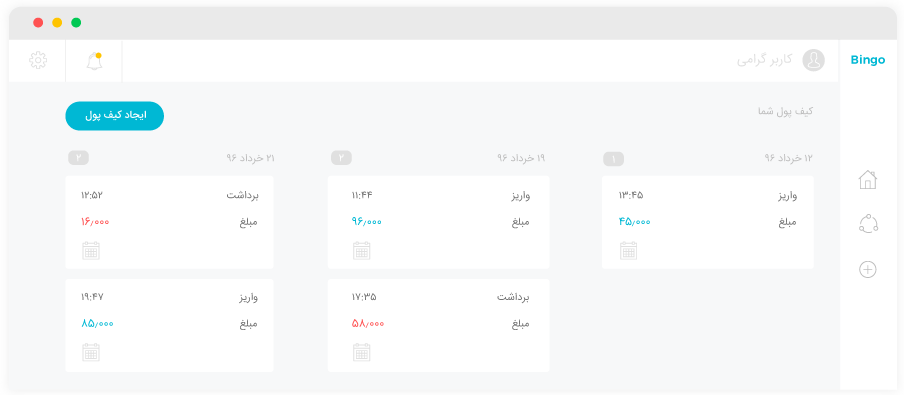 Bingo
کاربر گرامی
کیف پول شما
ایجاد کیف پول
۱۲ خرداد ۹۶
۱
واریز
۱۳:۴۵
مبلغ
۴۵٫۰۰۰
۱۹ خرداد ۹۶
۲
واریز
۱۱:۴۴
مبلغ
۹۶٫۰۰۰
برداشت
۱۷:۳۵
مبلغ
۵۸٫۰۰۰
۲۱ خرداد ۹۶
۲
برداشت
۱۲:۵۲
مبلغ
۱۶٫۰۰۰
واریز
۱۹:۴۷
مبلغ
۸۵٫۰۰۰